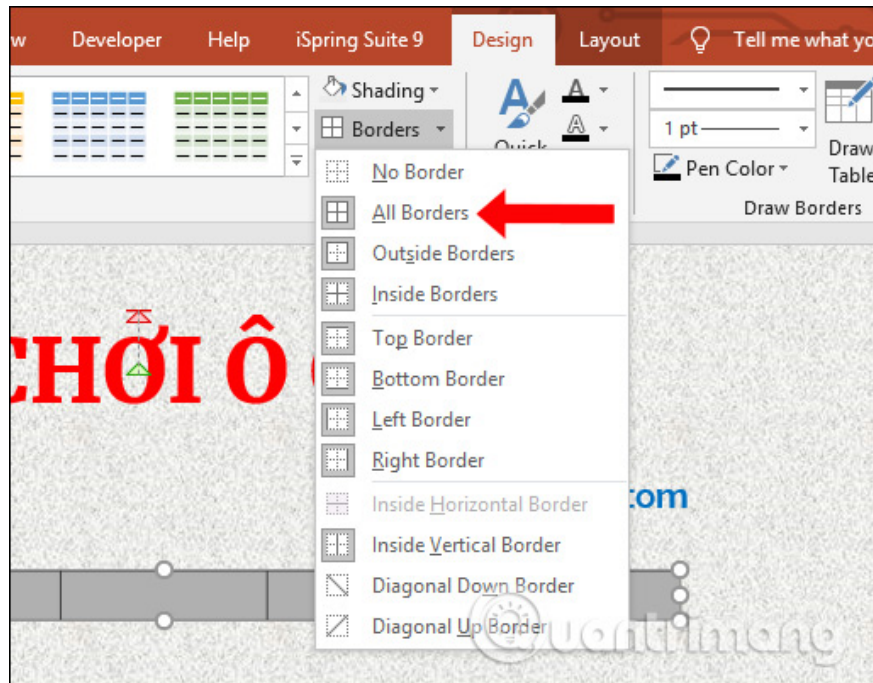 Developer Help iSpring Suite 9 Design Layout Tell me what yo
Shading
Borders
Quick
1 pt
Pen Color
Draw
Table
Draw Borders
No Border
All Borders
Outside Borders
Inside Borders
Top Border
Bottom Border
Left Border
Right Border
Inside Horizontal Border
Inside Vertical Border
Diagonal Down Border
Diagonal Up Border
CHƠI Ô
.com
uantrimang